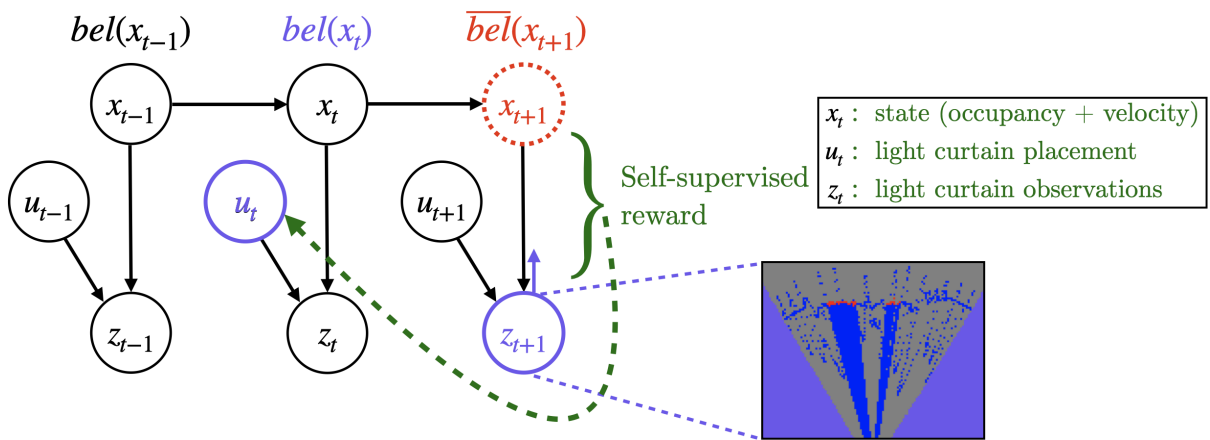 bel(x_{t−1}) bel(x_t) \overline{bel}(x_{t+1})
x_{t−1} x_t x_{t+1}
x_t : state (occupancy + velocity)
u_t : light curtain placement
z_t : light curtain observations
Self-supervised
reward
u_{t−1} u_t u_{t+1}
z_{t−1} z_t z_{t+1}